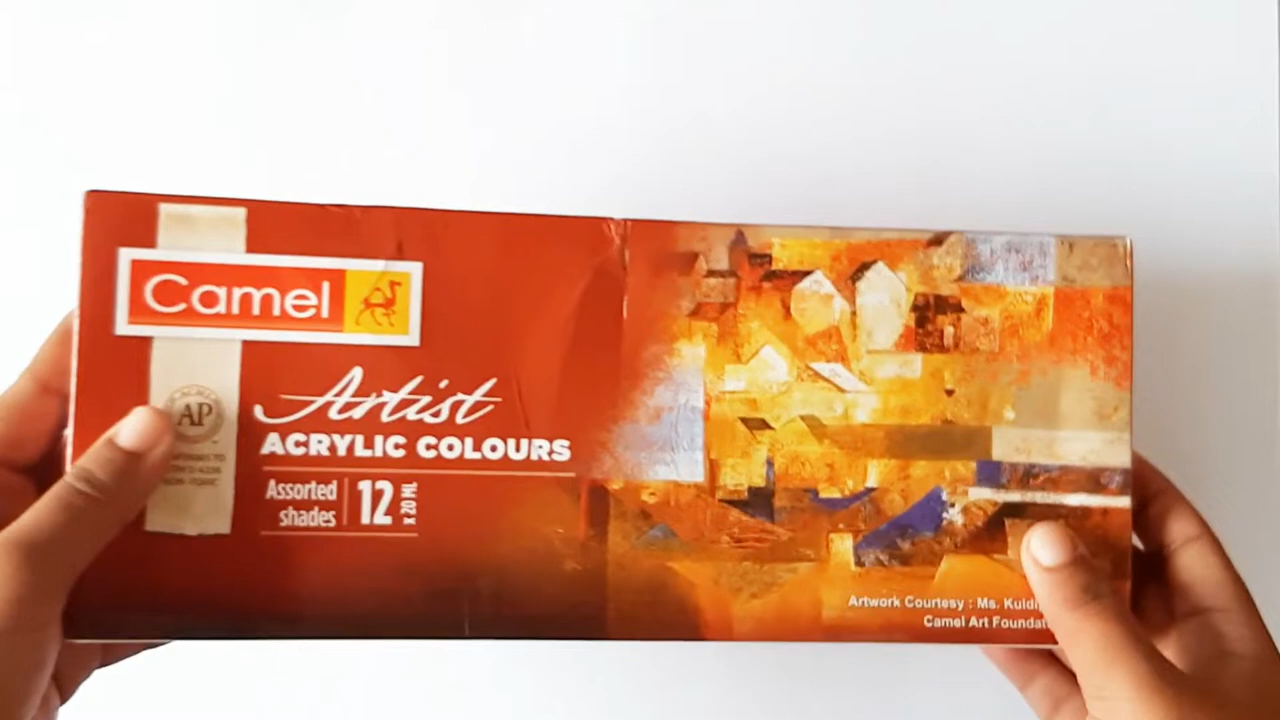 Camel
AP
Artist
ACRYLIC COLOURS
Assorted
shades
12
x 20 ML
Artwork Courtesy : Ms.
Camel Art